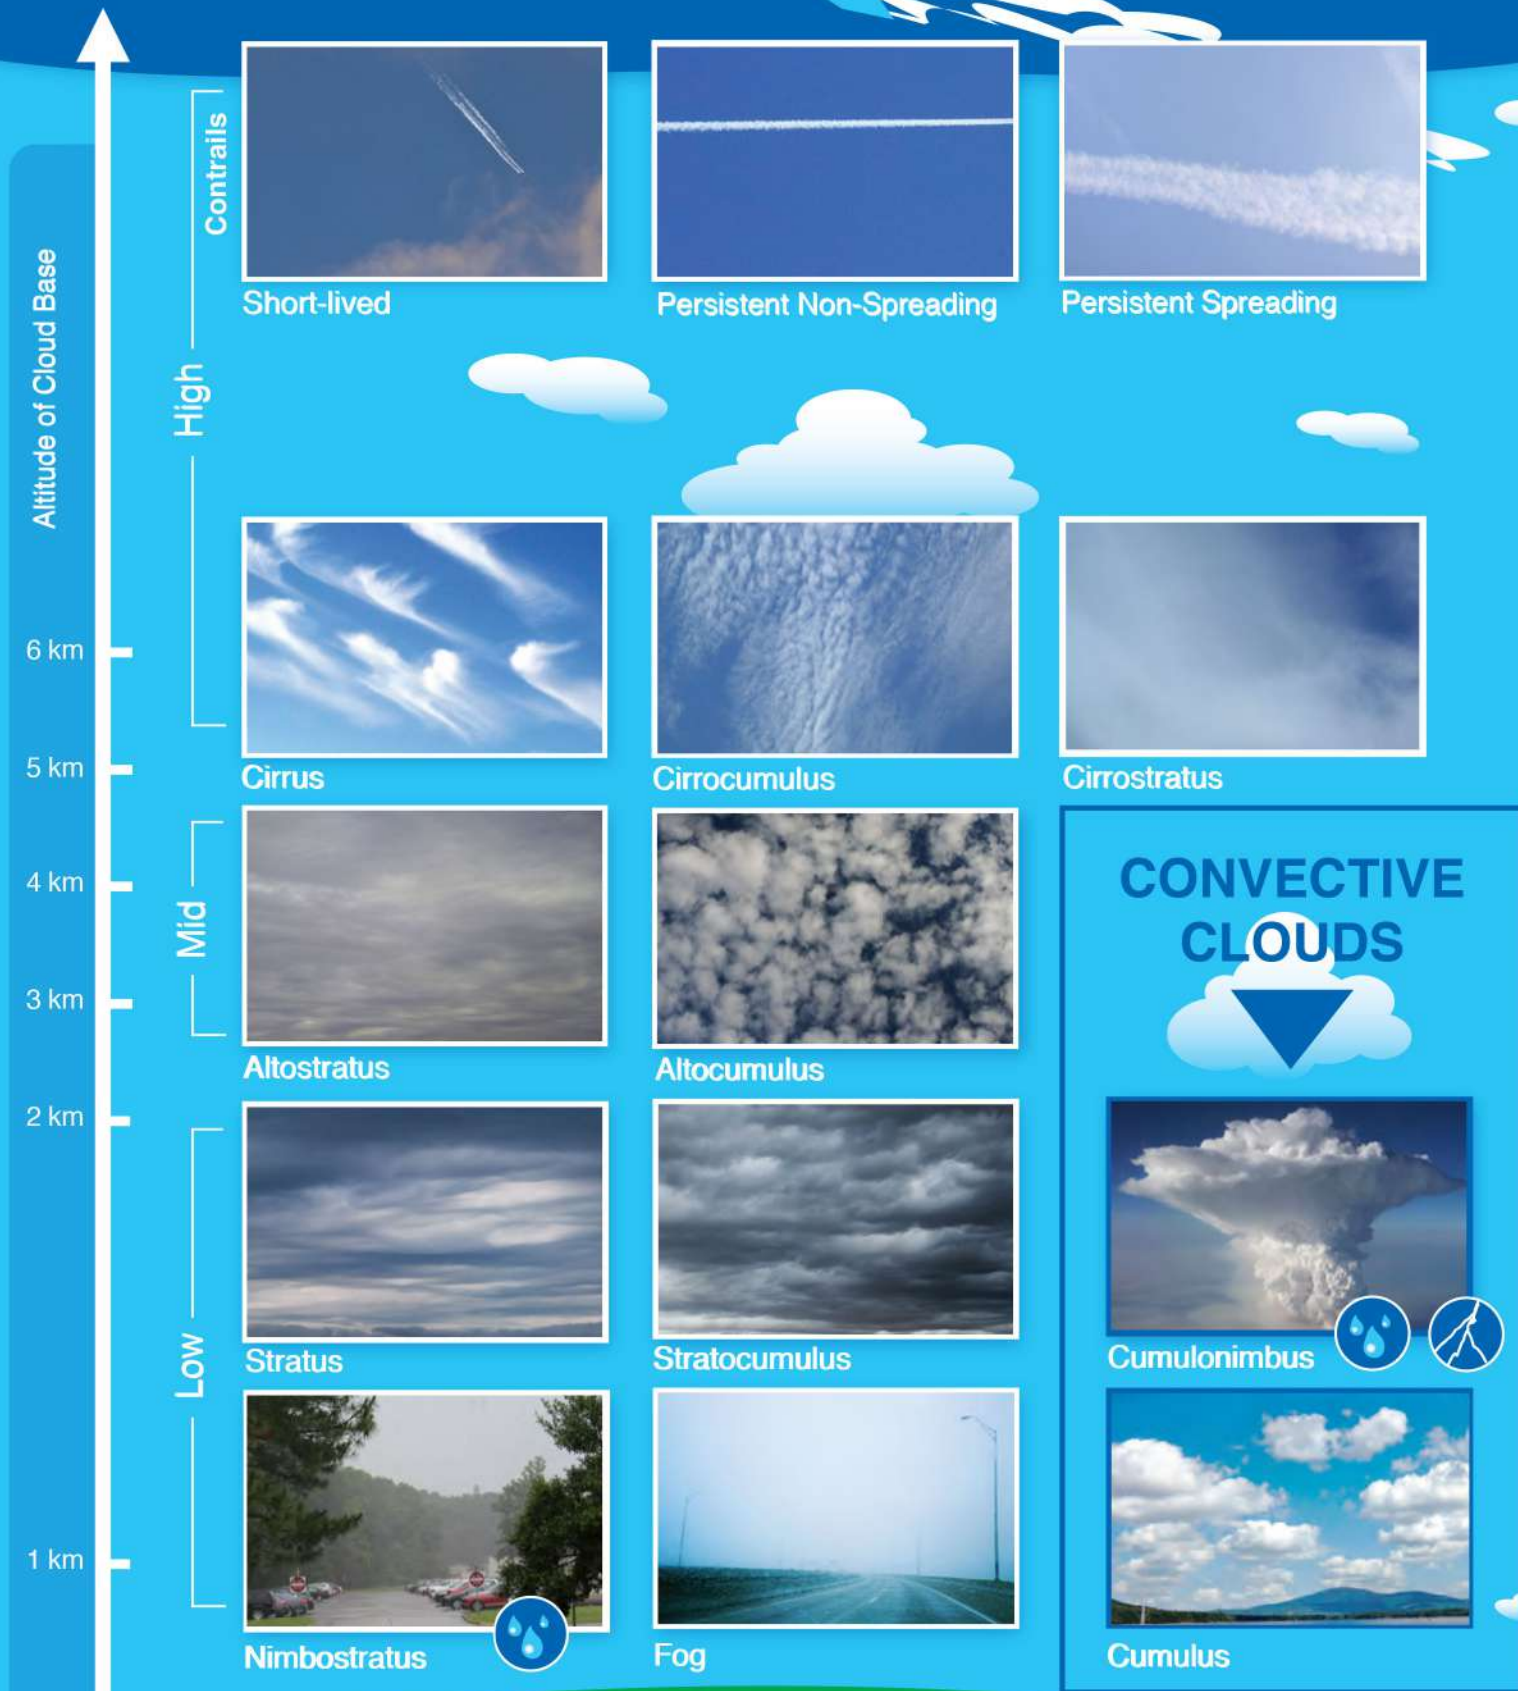 Altitude of Cloud Base
6 km
5 km
4 km
3 km
2 km
1 km
High
Contrails
Short-lived
Persistent Non-Spreading
Persistent Spreading
Cirrus
Cirrocumulus
Cirrostratus
Mid
Altostratus
Altocumulus
Low
Stratus
Stratocumulus
Nimbostratus
Fog
CONVECTIVE
CLOUDS
Cumulonimbus
Cumulus